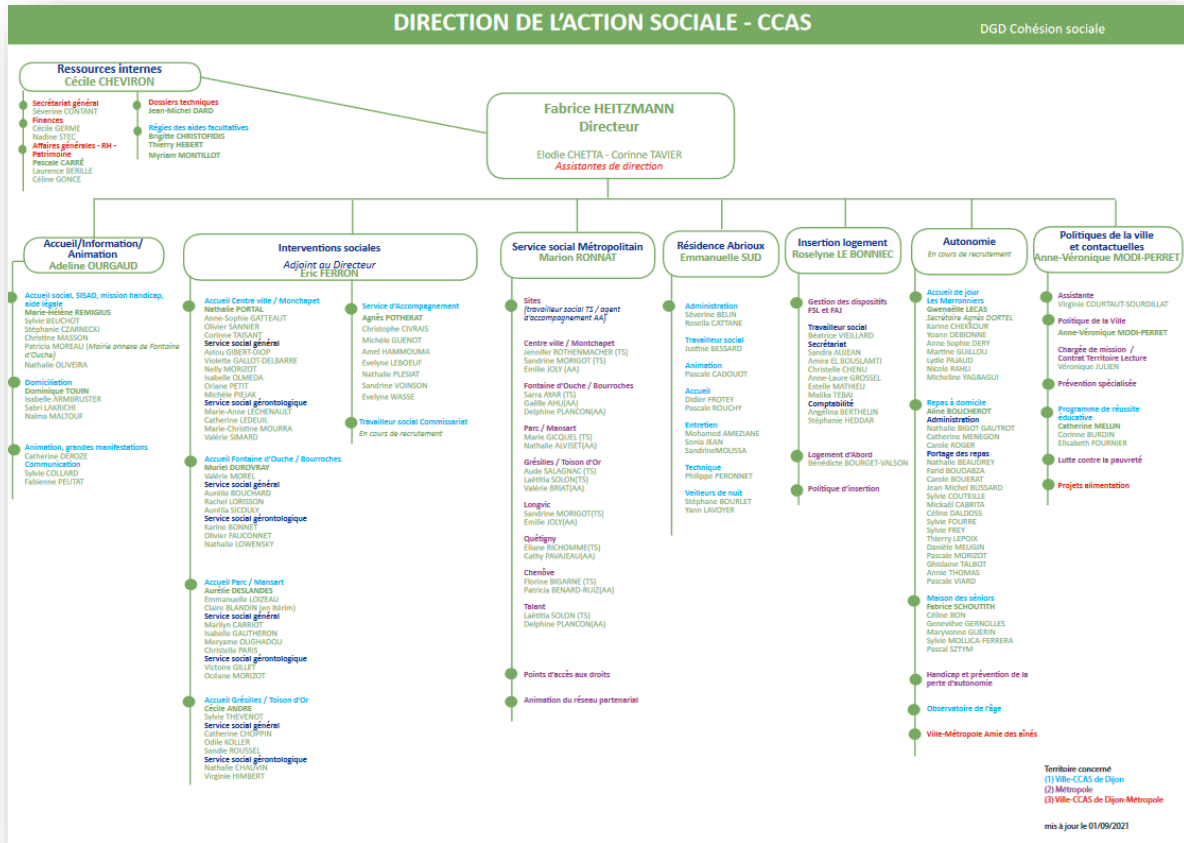 DIRECTION DE L'ACTION SOCIALE - CCAS
DGD Cohésion sociale
Ressources internes
Cécile CHEVIRON
Secrétariat général
Séverine CONTANT
Finances
Cécile GERME
Nadine STEC
Affaires générales - RH -
Patrimoine
Pascale CARRÉ
Laurence BERILLE
Céline GONCE
Dossiers techniques
Jean-Michel DARD
Régies des aides facultatives
Brigitte CHRISTOFIDIS
Thierry HEBERT
Myriam MONTILLOT
Fabrice HEITZMANN
Directeur
Elodie CHETTA - Corinne TAVIER
Assistantes de direction
Accueil/Information/
Animation
Adeline OURGAUD
Accueil social, SISAD, mission handicap,
aide légale
Marie-Hélène REMIGIUS
Sylvie BEUCHOT
Stéphanie CZARNECKI
Christine MASSON
Patricia MOREAU (Mairie annexe de Fontaine
d'Ouche)
Nathalie OLIVEIRA
Domiciliation
Dominique TOUIN
Isabelle ARMBRUSTER
Sabri LAKRICHI
Naïma MALTOUF
Animation, grandes manifestations
Catherine DEROZE
Communication
Sylvie COLLARD
Fabienne PEUTAT
Interventions sociales
Adjoint au Directeur
Eric FERRON
Accueil Centre ville / Monchapet
Nathalie PORTAL
Anne-Sophie GATTEAUT
Olivier SANNIER
Corinne TAISANT
Service social général
Astou GIBERT-DIOP
Violette GALLOT-DELBARRE
Nelly MORIZOT
Isabelle OLMEDA
Oriane PETIT
Michèle PIEJAK
Service social gérontologique
Marie-Anne LECHENAULT
Catherine LEDEUIL
Marie-Christine MOURRA
Valérie SIMARD
Accueil Fontaine d'Ouche / Bourroches
Muriel DUROVRAY
Valérie MOREL
Service social général
Aurélie BOUCHARD
Rachel LORISSON
Aurélia SICOULY
Service social gérontologique
Karine BONNET
Olivier FAUCONNET
Nathalie LOWENSKY
Accueil Parc / Mansart
Aurélie DESLANDES
Emmanuelle LOIZEAU
Claire BLANDIN (en itérim)
Service social général
Marilyn CARRIOT
Isabelle GAUTHERON
Meryame OUGHADOU
Christelle PARIS
Service social gérontologique
Victoire GILLET
Océane MORIZOT
Accueil Grésilles / Toison d'Or
Cécile ANDRE
Sylvie THEVENOT
Service social général
Catherine CHOPPIN
Odile KOLLER
Sandie ROUSSEL
Service social gérontologique
Nathalie CHAUVIN
Virginie HIMBERT
Service d'Accompagnement
Agnès POTHERAT
Christophe CIVRAIS
Michèle GUENOT
Amel HAMMOUMA
Evelyne LEBOEUF
Nathalie PLESIAT
Sandrine VOINSON
Evelyne WASSE
Travailleur social Commissariat
En cours de recrutement
Service social Métropolitain
Marion RONNAT
Sites
(travailleur social TS / agent
d'accompagnement AA)
Centre ville / Montchapet
Jennifer ROTHENMACHER (TS)
Sandrine MORIGOT (TS)
Emilie JOLY (AA)
Fontaine d'Ouche / Bourroches
Sarra AYAR (TS)
Gaëlle AHU(AA)
Delphine PLANCON(AA)
Parc / Mansart
Marie GICQUEL (TS)
Nathalie ALVISET(AA)
Grésilles / Toison d'Or
Aude SALAGNAC (TS)
Laëtitia SOLON(TS)
Valérie BRIAT(AA)
Longvic
Sandrine MORIGOT(TS)
Emilie JOLY(AA)
Quétigny
Eliane RICHOMME(TS)
Cathy PAVAJEAU(AA)
Chenôve
Florine BIGARNE (TS)
Patricia BENARD-RUIZ(AA)
Talant
Laëtitia SOLON (TS)
Delphine PLANCON(AA)
Points d'accès aux droits
Animation du réseau partenarial
Résidence Abrioux
Emmanuelle SUD
Administration
Séverine BELIN
Rosella CATTANE
Travailleur social
Justine BESSARD
Animation
Pascale CADOUOT
Accueil
Didier FROTEY
Pascale ROUCHY
Entretien
Mohamed AMEZIANE
Sonia JEAN
SandrineMOUSSA
Technique
Philippe PERONNET
Veilleurs de nuit
Stéphane BOURLET
Yann LAVOYER
Insertion logement
Roselyne LE BONNIEC
Gestion des dispositifs
FSL et FAJ
Travailleur social
Béatrice VIEILLARD
Secrétariat
Sandra AUJEAN
Amira EL BOUSLAMTI
Christelle CHENU
Anne-Laure GROSSEL
Estelle MATHIEU
Malika TEBAI
Comptabilité
Angélina BERTHELIN
Stéphanie HEDDAR
Logement d'Abord
Bénédicte BOURGET-VALSON
Politique d'insertion
Autonomie
En cours de recrutement
Accueil de jour
Les Marronniers
Gwenaëlle LECAS
Secrétaire Agnès DORTEL
Karine CHEKKOUR
Yoann DEBIONNE
Anne Sophie DERY
Martine GUILLOU
Lydie PAJAUD
Nicole RAHLI
Micheline YAGBAGUI
Repas à domicile
Aline BOUCHEROT
Administration
Nathalie BIGOT-GAUTROT
Catherine MENEGON
Carole ROGER
Portage des repas
Nathalie BEAUDREY
Farid BOUDABZA
Carole BOUERAT
Jean-Michel BUSSARD
Sylvie COUTEILLE
Mickaël CABRITA
Céline DALDOSS
Sylvie FOURRE
Sylvie FREY
Thierry LEPOIX
Danièle MEUGIN
Pascale MORIZOT
Ghislaine TALBOT
Annie THOMAS
Pascale VIARD
Maison des séniors
Fabrice SCHOUTITH
Céline BON
Geneviève GERNOLLES
Maryvonne GUERIN
Sylvie MOLLICA-FERRERA
Pascal SZTYM
Handicap et prévention de la
perte d'autonomie
Observatoire de l'âge
Ville-Métropole Amie des aînés
Politiques de la ville
et contactuelles
Anne-Véronique MODI-PERRET
Assistante
Virginie COURTAUT-SOURDILLAT
Politique de la Ville
Anne-Véronique MODI-PERRET
Chargée de mission /
Contrat Territoire Lecture
Véronique JULIEN
Prévention spécialisée
Programme de réussite
éducative
Catherine MELUN
Corinne BURDIN
Elisabeth FOURNIER
Lutte contre la pauvreté
Projets alimentation
Territoire concerné
(1) Ville-CCAS de Dijon
(2) Métropole
(3) Ville-CCAS de Dijon-Métropole
mis à jour le 01/09/2021